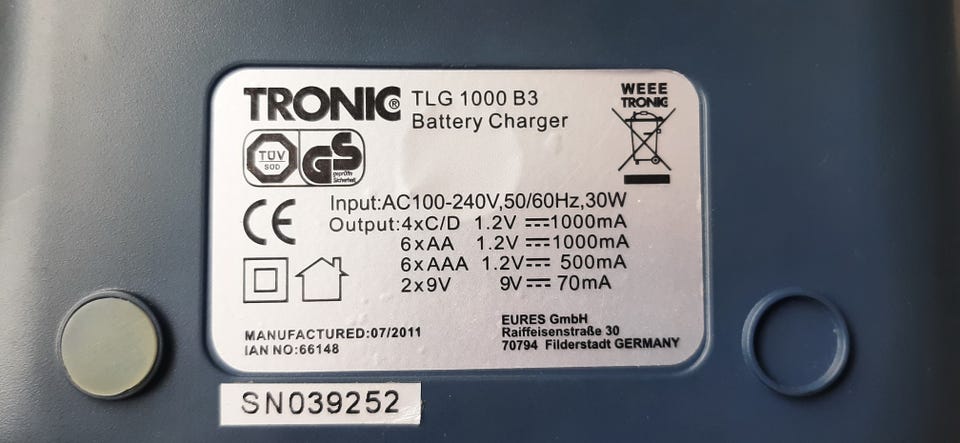 TRONIC® TLG 1000 B3
Battery Charger
WEEE
TRONIC
TÜV
SÜD
GS
geprüfte
Sicherheit
CE
Input:AC100-240V,50/60Hz,30W
Output:4xC/D 1.2V ⎓1000mA
6xAA 1.2V ⎓1000mA
6xAAA 1.2V⎓ 500mA
2x9V 9V⎓ 70mA
MANUFACTURED:07/2011
IAN NO:66148
EURES GmbH
Raiffeisenstraße 30
70794 Filderstadt GERMANY
SN039252